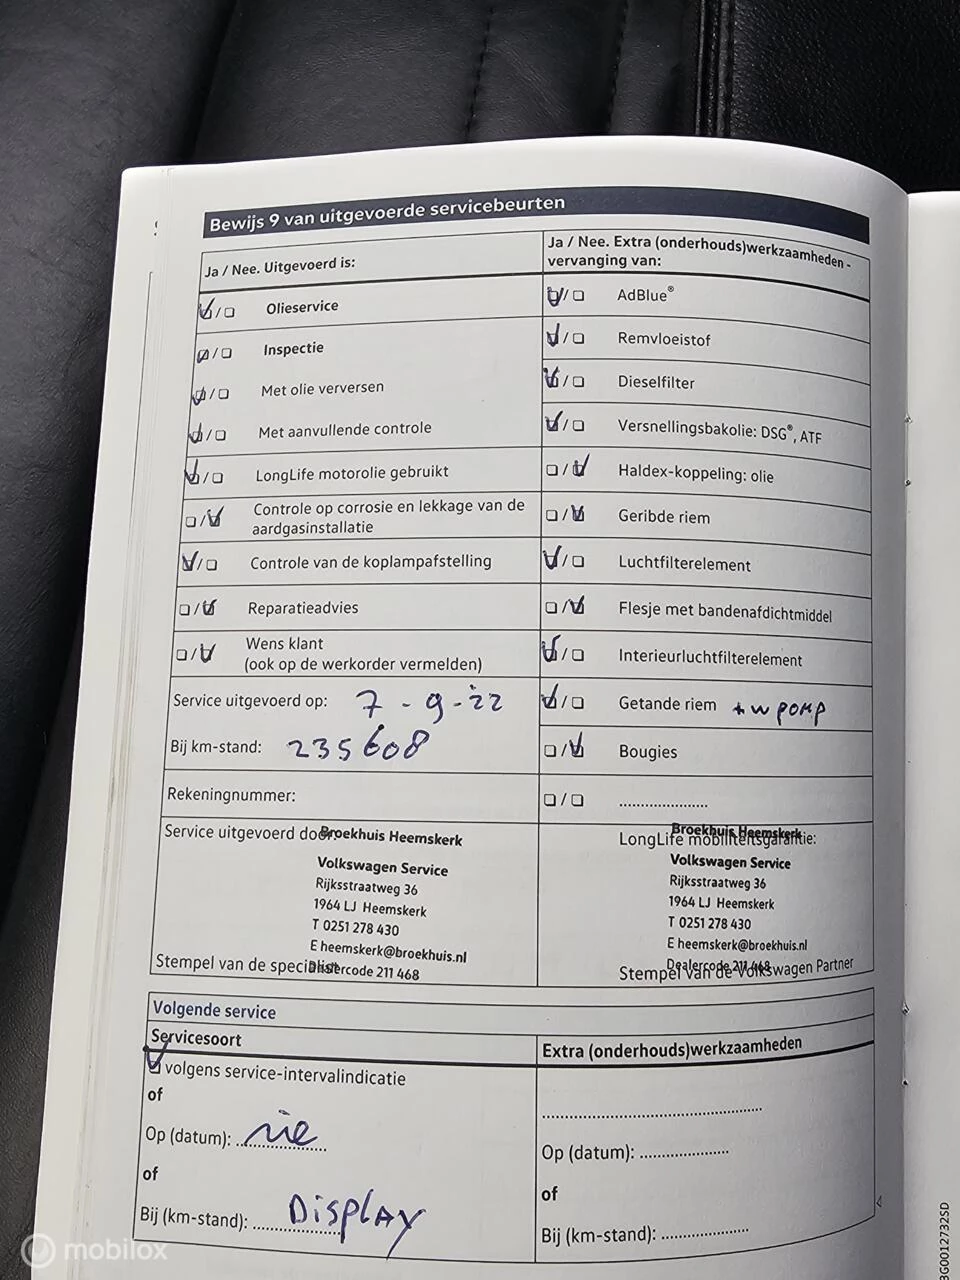 Bewijs 9 van uitgevoerde servicebeurten
Ja / Nee. Uitgevoerd is:
Olieservice
Inspectie
Met olie verversen
Met aanvullende controle
LongLife motorolie gebruikt
Controle op corrosie en lekkage van de
aardgasinstallatie
Controle van de koplampafstelling
Reparatieadvies
Wens klant
(ook op de werkorder vermelden)
Service uitgevoerd op: 7-9-22
Bij km-stand: 235608
Rekeningnummer:
Service uitgevoerd door:
Broekhuis Heemskerk
Volkswagen Service
Rijksstraatweg 36
1964 LJ Heemskerk
T 0251 278 430
E heemskerk@broekhuis.nl
Dealercode 211 468
Stempel van de specialist
Ja / Nee. Extra (onderhouds)werkzaamheden -
vervanging van:
AdBlue®
Remvloeistof
Dieselfilter
Versnellingsbakolie: DSG®, ATF
Haldex-koppeling: olie
Geribde riem
Luchtfilterelement
Flesje met bandenafdichtmiddel
Interieurluchtfilterelement
Getande riem + w pomp
Bougies
.....................
LongLife mobiliteitsgarantie:
Broekhuis Heemskerk
Volkswagen Service
Rijksstraatweg 36
1964 LJ Heemskerk
T 0251 278 430
E heemskerk@broekhuis.nl
Dealercode 211 468
Stempel van de Volkswagen Partner
Volgende service
Servicesoort
volgens service-intervalindicatie
of
Op (datum): zie
of
Bij (km-stand): DISPLAY
Extra (onderhouds)werkzaamheden
Op (datum): ....................
of
Bij (km-stand): ....................
3G0012732SD
mobilox